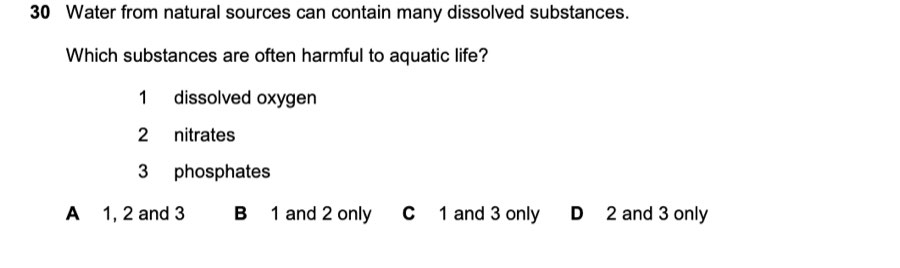 30 Water from natural sources can contain many dissolved substances.
Which substances are often harmful to aquatic life?
1 dissolved oxygen
2 nitrates
3 phosphates
A 1, 2 and 3 B 1 and 2 only C 1 and 3 only D 2 and 3 only